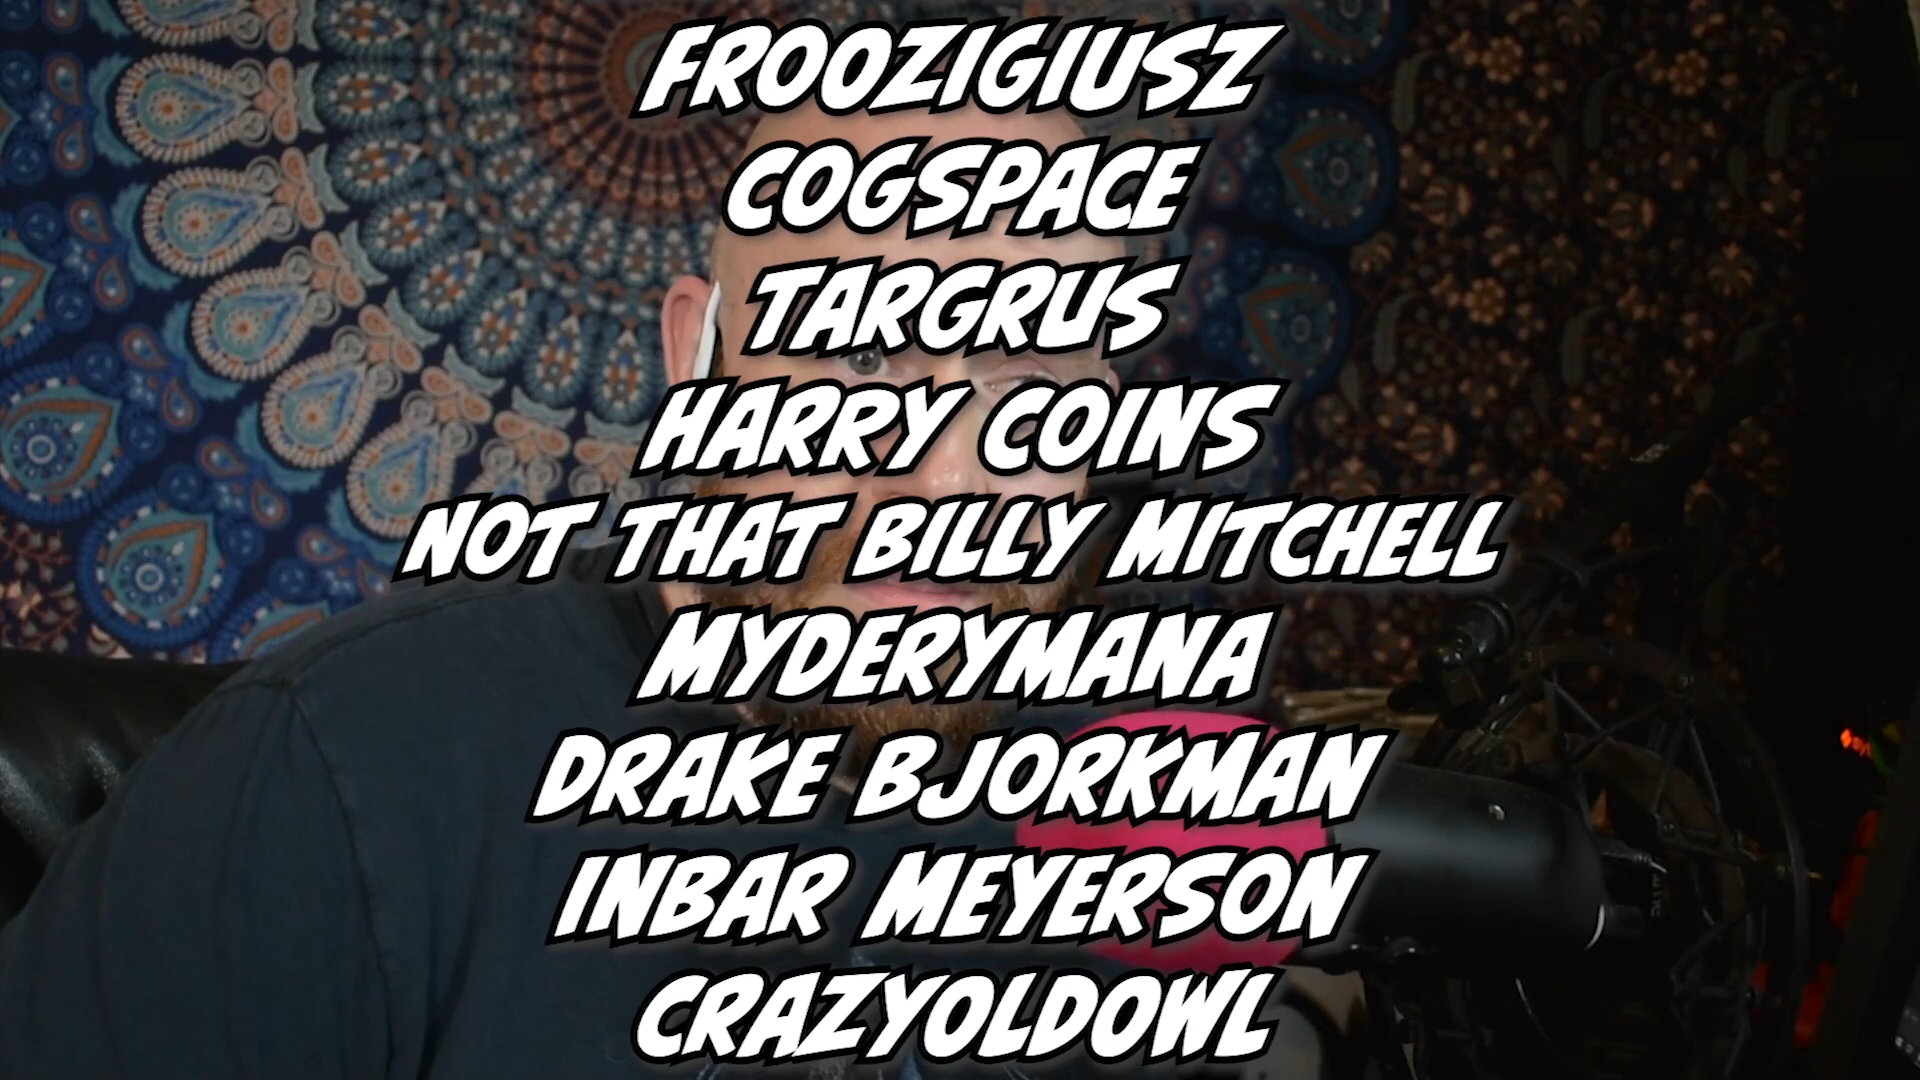 FROOZIGIUSZ
COGSPACE
TARGRUS
HARRY COINS
NOT THAT BILLY MITCHELL
MYDERYMANA
DRAKE BJORKMAN
INBAR MEYERSON
CRAZYOLDOWL